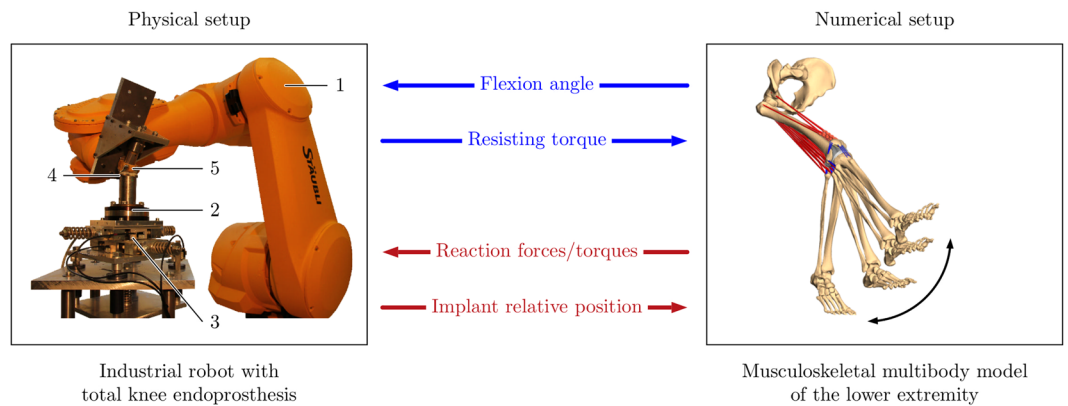 Physical setup
Numerical setup
1
5
4
2
3
STÄUBLI
Flexion angle
Resisting torque
Reaction forces/torques
Implant relative position
Industrial robot with
total knee endoprosthesis
Musculoskeletal multibody model
of the lower extremity